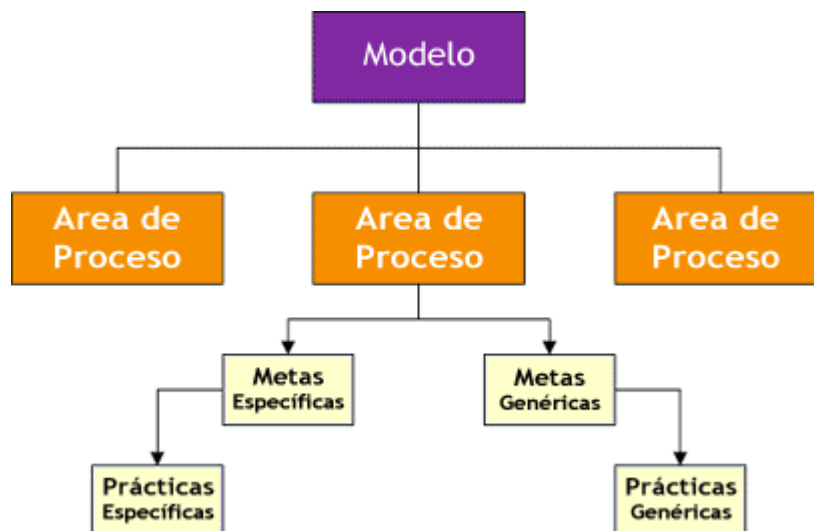 Modelo
Area de
Proceso
Area de
Proceso
Area de
Proceso
Metas
Específicas
Metas
Genéricas
Prácticas
Específicas
Prácticas
Genéricas